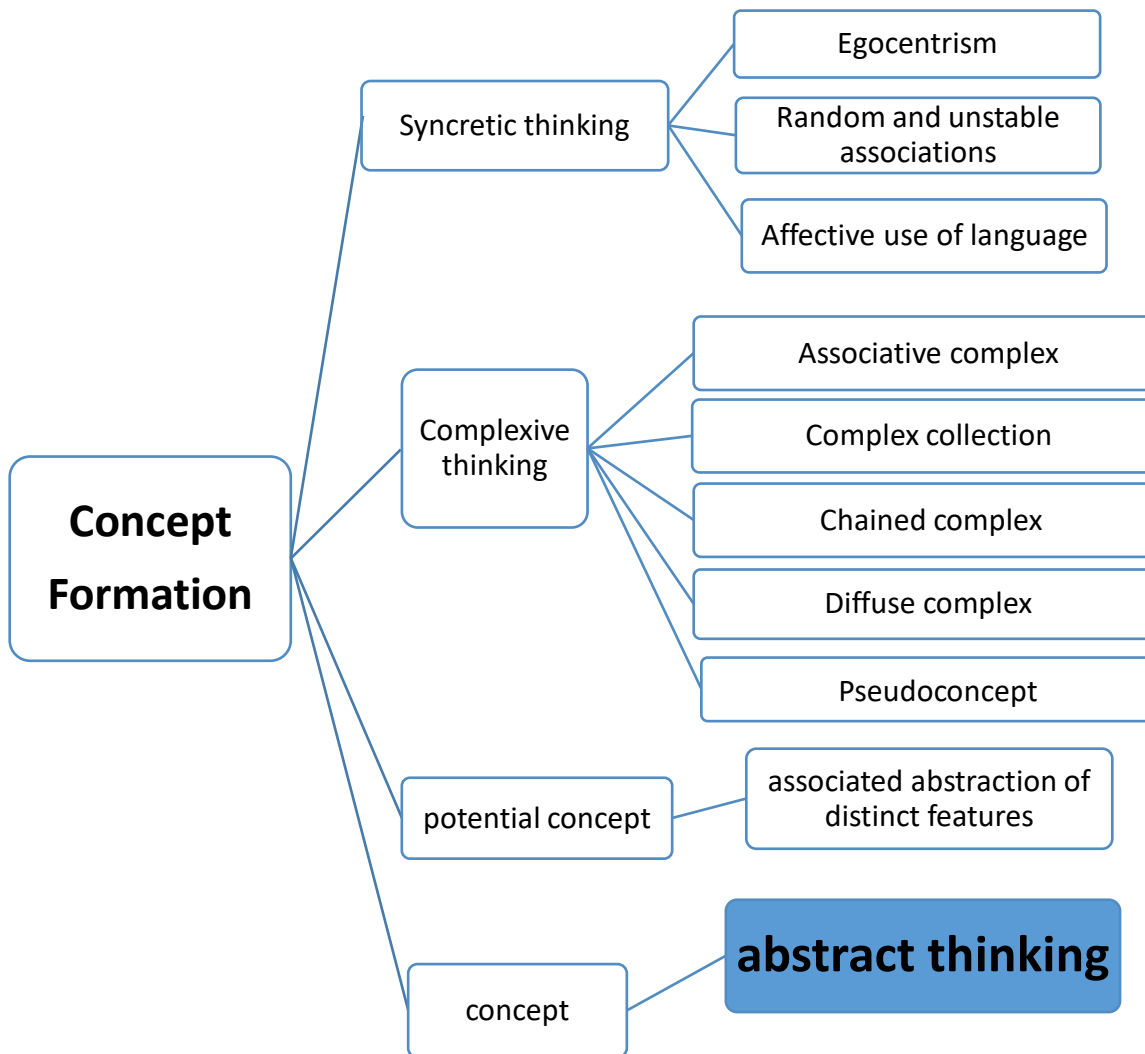 Concept
Formation
Syncretic thinking
Egocentrism
Random and unstable
associations
Affective use of language
Complexive
thinking
Associative complex
Complex collection
Chained complex
Diffuse complex
Pseudoconcept
potential concept
associated abstraction of
distinct features
concept
abstract thinking